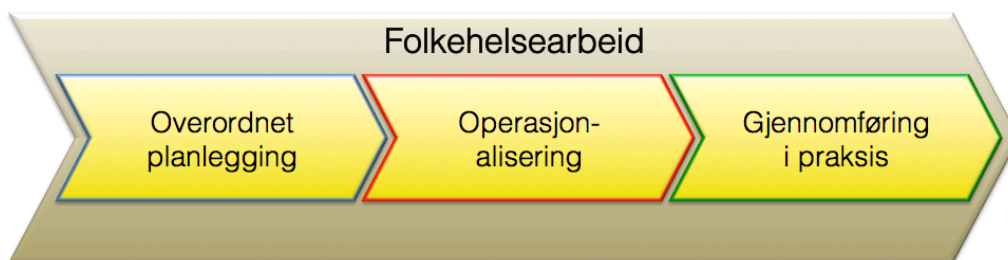 Folkehelsearbeid
Overordnet
planlegging
Operasjon-
alisering
Gjennomføring
i praksis